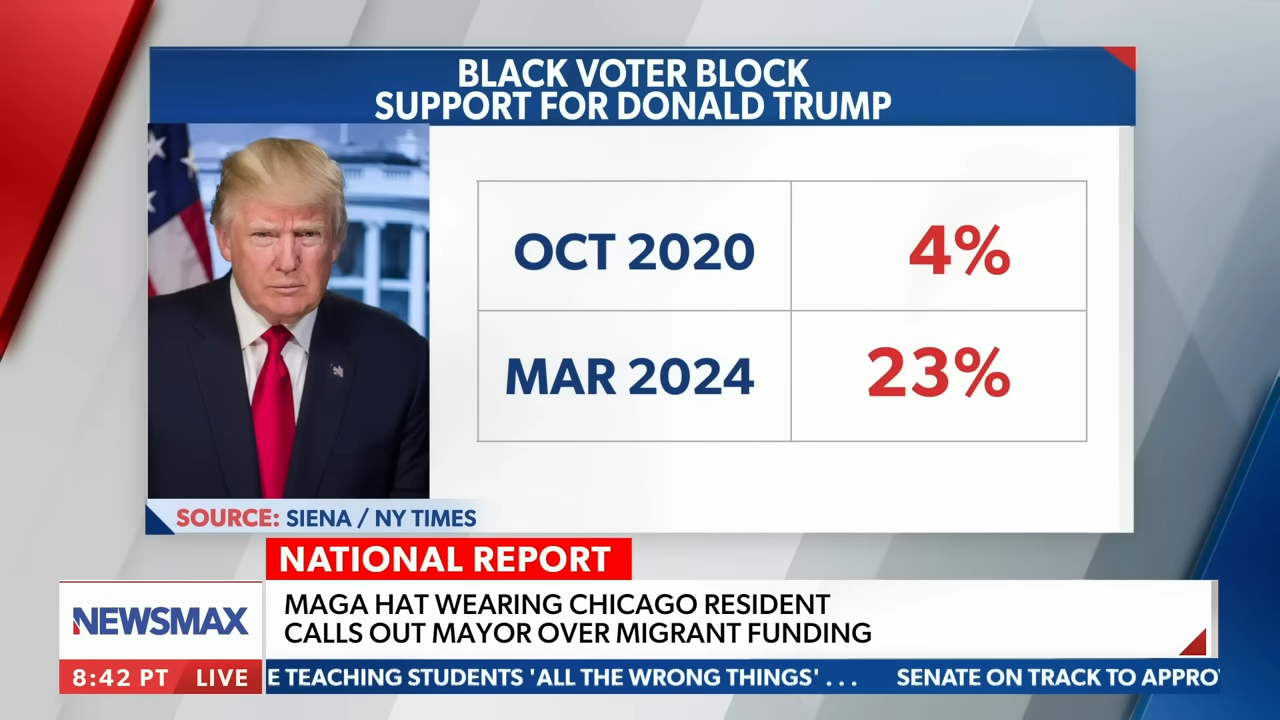 BLACK VOTER BLOCK
SUPPORT FOR DONALD TRUMP
OCT 2020 4%
MAR 2024 23%
SOURCE: SIENA / NY TIMES
NATIONAL REPORT
MAGA HAT WEARING CHICAGO RESIDENT
CALLS OUT MAYOR OVER MIGRANT FUNDING
NEWSMAX
8:42 PT LIVE
E TEACHING STUDENTS 'ALL THE WRONG THINGS' . . . SENATE ON TRACK TO APPRO